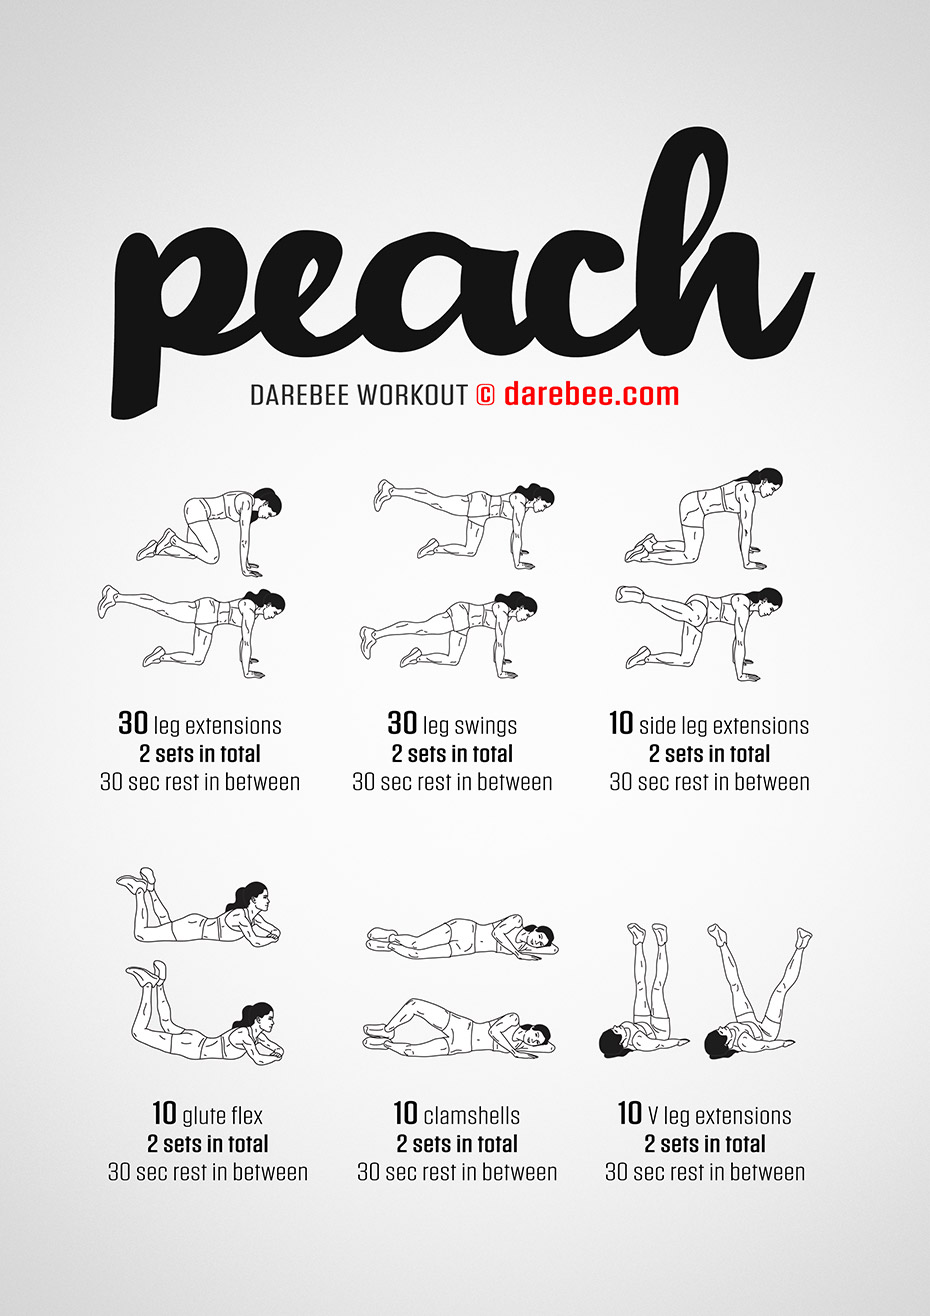 peach
DAREBEE WORKOUT © darebee.com
30 leg extensions
2 sets in total
30 sec rest in between
30 leg swings
2 sets in total
30 sec rest in between
10 side leg extensions
2 sets in total
30 sec rest in between
10 glute flex
2 sets in total
30 sec rest in between
10 clamshells
2 sets in total
30 sec rest in between
10 V leg extensions
2 sets in total
30 sec rest in between